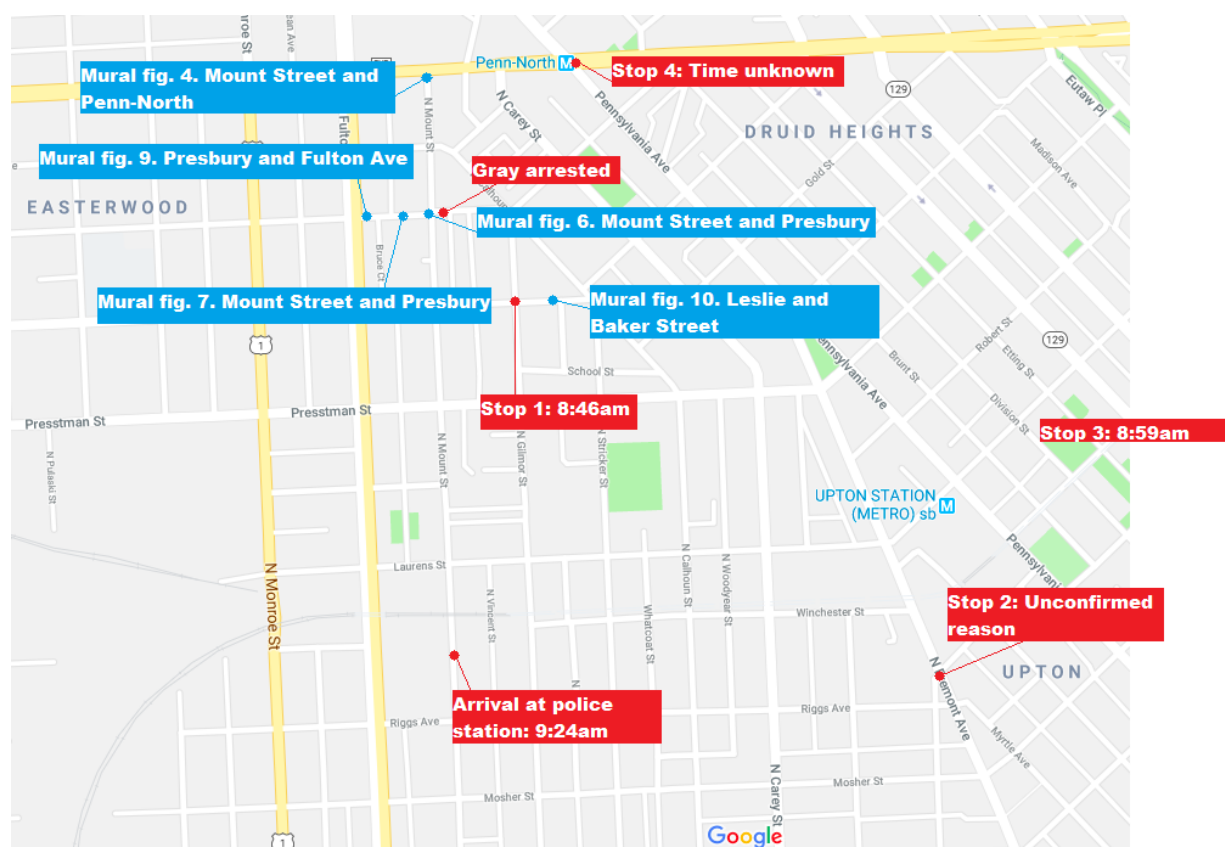 Mural fig. 4. Mount Street and
Penn-North
Penn-North M
Stop 4: Time unknown
129
DRUID HEIGHTS
Eutaw Pl
Madison Ave
Gold St
N Carey St
Pennsylvania Ave
N Mount St
Mural fig. 9. Presbury and Fulton Ave
Gray arrested
EASTERWOOD
Mural fig. 6. Mount Street and Presbury
Bruce Ct
Mural fig. 7. Mount Street and Presbury
Mural fig. 10. Leslie and
Baker Street
1
School St
Robert St
Etting St
129
Brunt St
Pennsylvania Ave
Division St
Presstman St
Presstman St
Stop 1: 8:46am
Stop 3: 8:59am
N Pulaski St
N Mount St
N Gilmor St
N Stricker St
UPTON STATION
(METRO) sb M
Laurens St
N Monroe St
N Vincent St
Whatcoat St
N Calhoun St
N Woodyear St
Winchester St
Pennsylvania
Stop 2: Unconfirmed
reason
UPTON
Arrival at police
station: 9:24am
Riggs Ave
Riggs Ave
Myrtle Ave
Mosher St
Mosher St
N Carey St
1
Google